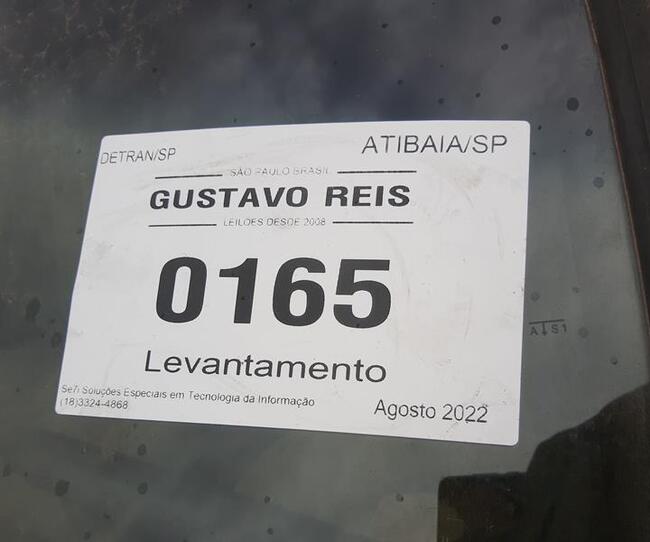 DETRAN/SP
ATIBAIA/SP
SÃO PAULO BRASIL
GUSTAVO REIS
LEILÕES DESDE 2008
0165
Levantamento
Se7i Soluções Especiais em Tecnologia da Informação
(18)3324-4868
Agosto 2022
A↓S1